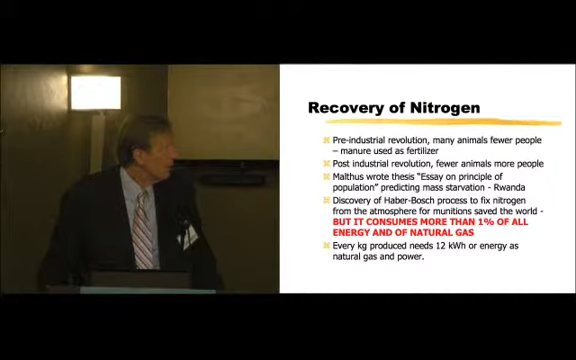 Recovery of Nitrogen
Pre-industrial revolution, many animals fewer people
– manure used as fertilizer
Post industrial revolution, fewer animals more people
Malthus wrote thesis “Essay on principle of
population” predicting mass starvation - Rwanda
Discovery of Haber-Bosch process to fix nitrogen
from the atmosphere for munitions saved the world -
BUT IT CONSUMES MORE THAN 1% OF ALL
ENERGY AND OF NATURAL GAS
Every kg produced needs 12 kWh or energy as
natural gas and power.